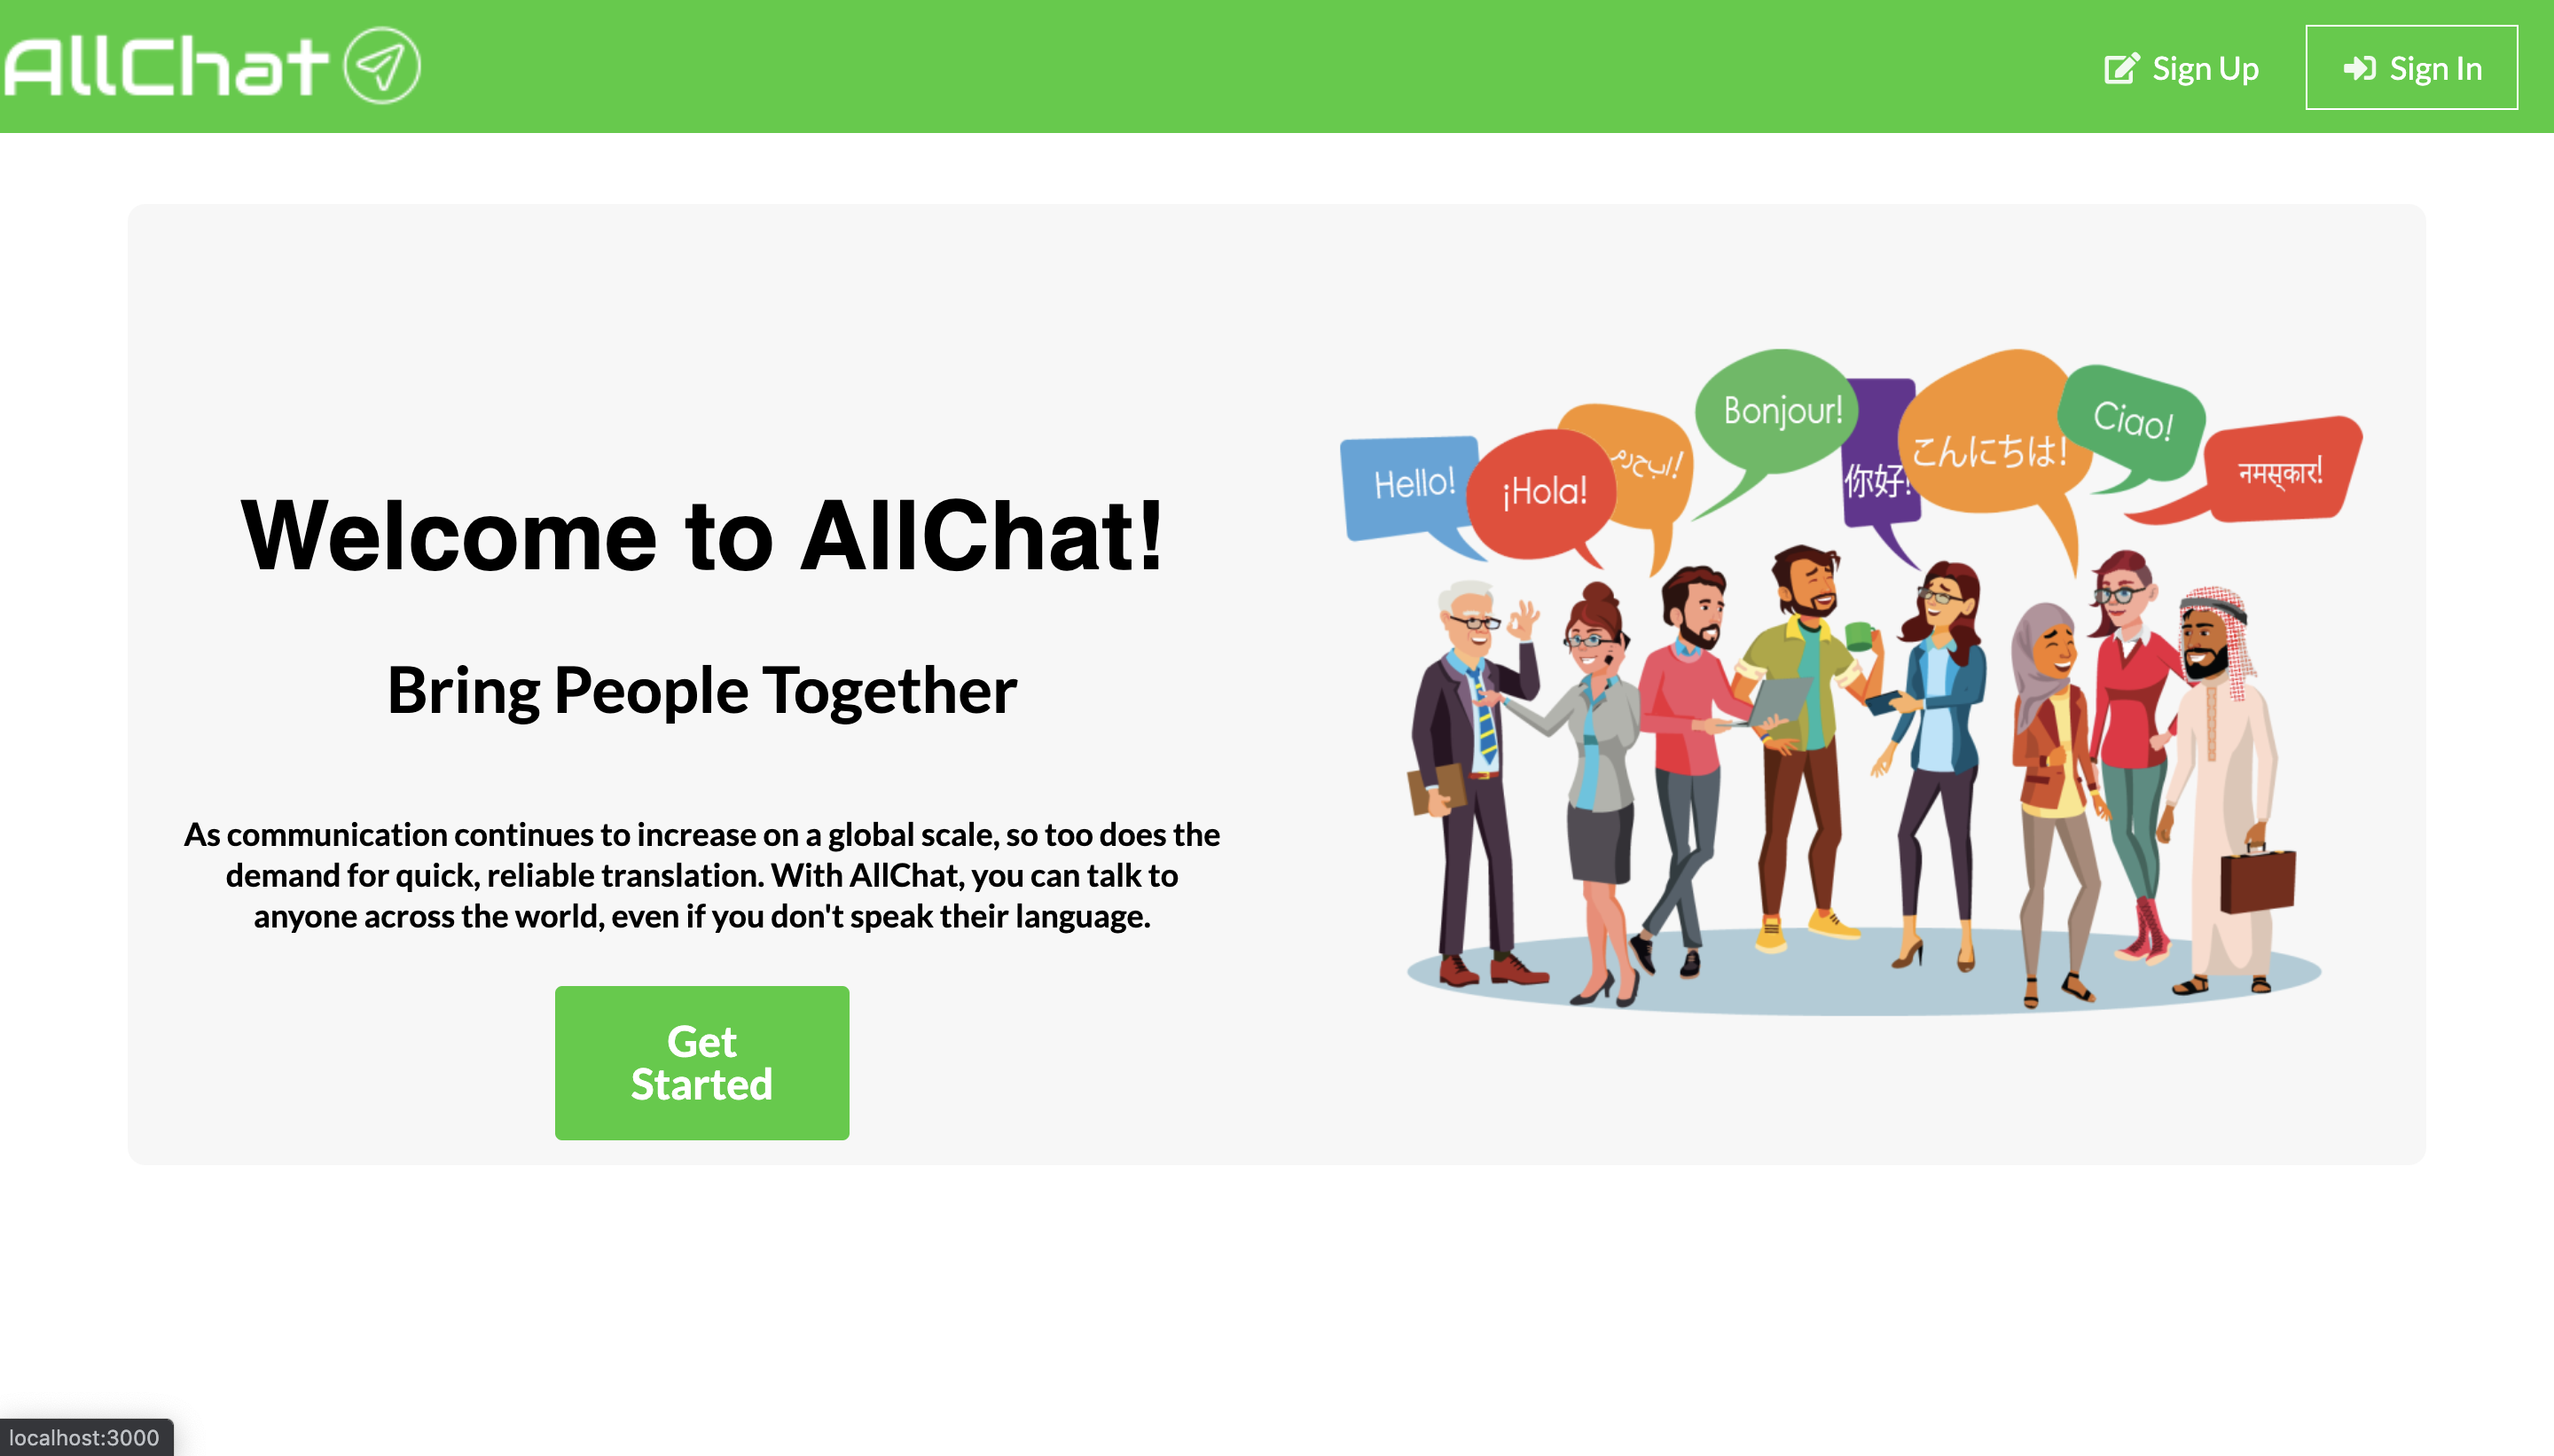 AllChat
Sign Up
Sign In
Welcome to AllChat!
Bring People Together
As communication continues to increase on a global scale, so too does the
demand for quick, reliable translation. With AllChat, you can talk to
anyone across the world, even if you don't speak their language.
Get
Started
Hello!
¡Hola!
!ابحرم
Bonjour!
你好!
こんにちは!
Ciao!
नमस्कार!
localhost:3000